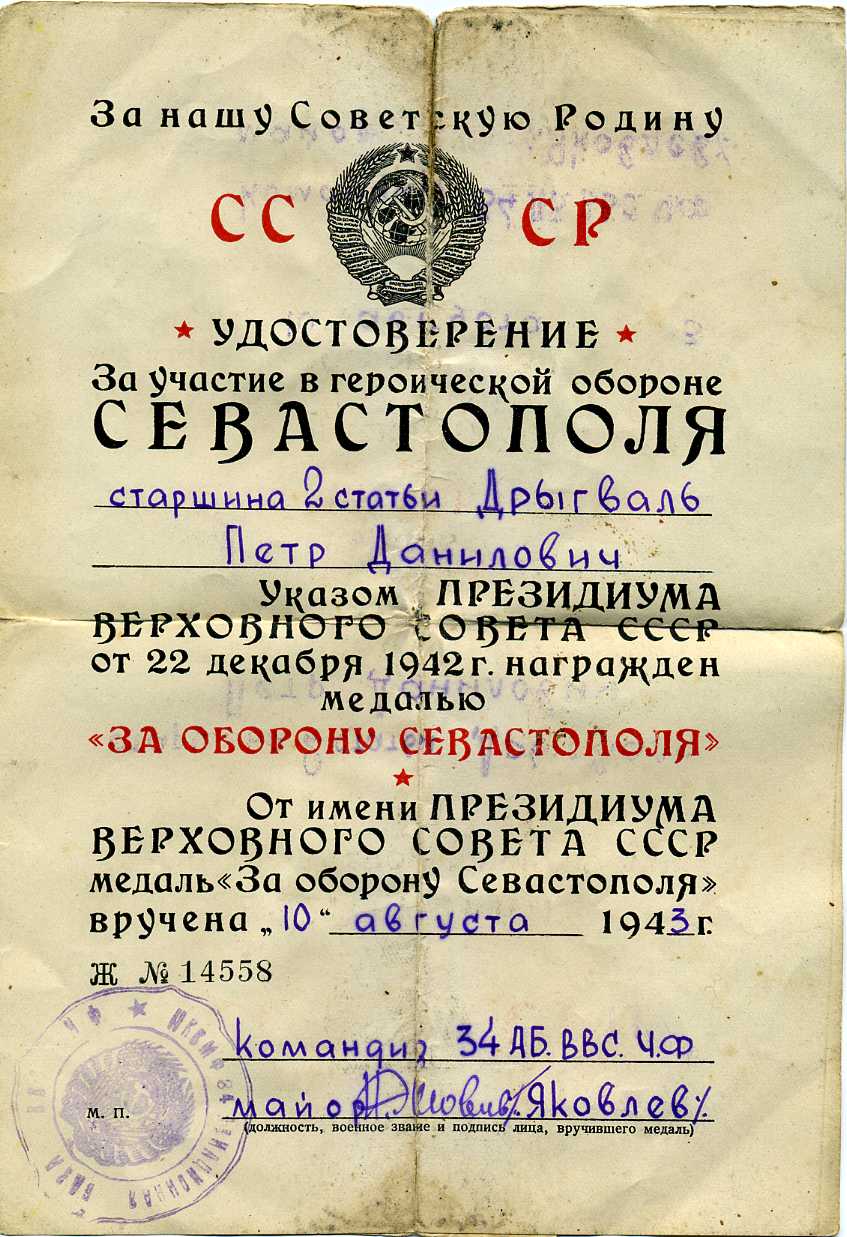 За нашу Советскую Родину
СС СР
УДОСТОВЕРЕНИЕ
За участие в героической обороне
СЕВАСТОПОЛЯ
старшина 2 статьи Дрыгваль
Петр Данилович
Указом ПРЕЗИДИУМА
ВЕРХОВНОГО СОВЕТА СССР
от 22 декабря 1942 г. награжден
медалью
«ЗА ОБОРОНУ СЕВАСТОПОЛЯ»
От имени ПРЕЗИДИУМА
ВЕРХОВНОГО СОВЕТА СССР
медаль «За оборону Севастополя»
вручена „10“ августа 1943 г.
Ж № 14558
Командир 34 АБ. ВВС. Ч.Ф
м. п. майор /Яковлев/.
(должность, военное звание и подпись лица, вручившего медаль)